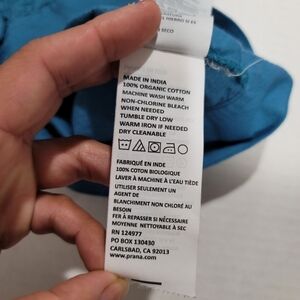 SECO
MADE IN INDIA
100% ORGANIC COTTON
MACHINE WASH WARM
NON-CHLORINE BLEACH
WHEN NEEDED
TUMBLE DRY LOW
WARM IRON IF NEEDED
DRY CLEANABLE
FABRIQUÉ EN INDE
100% COTON BIOLOGIQUE
LAVER À MACHINE À L'EAU TIÈDE
UTILISER SEULEMENT UN
AGENT DE
BLANCHIMENT NON CHLORÉ AU
BESOIN
FER À REPASSER SI NÉCESSAIRE
MOYENNE NETTOYABLE À SEC
RN 124977
PO BOX 130430
CARLSBAD, CA 92013
www.prana.com